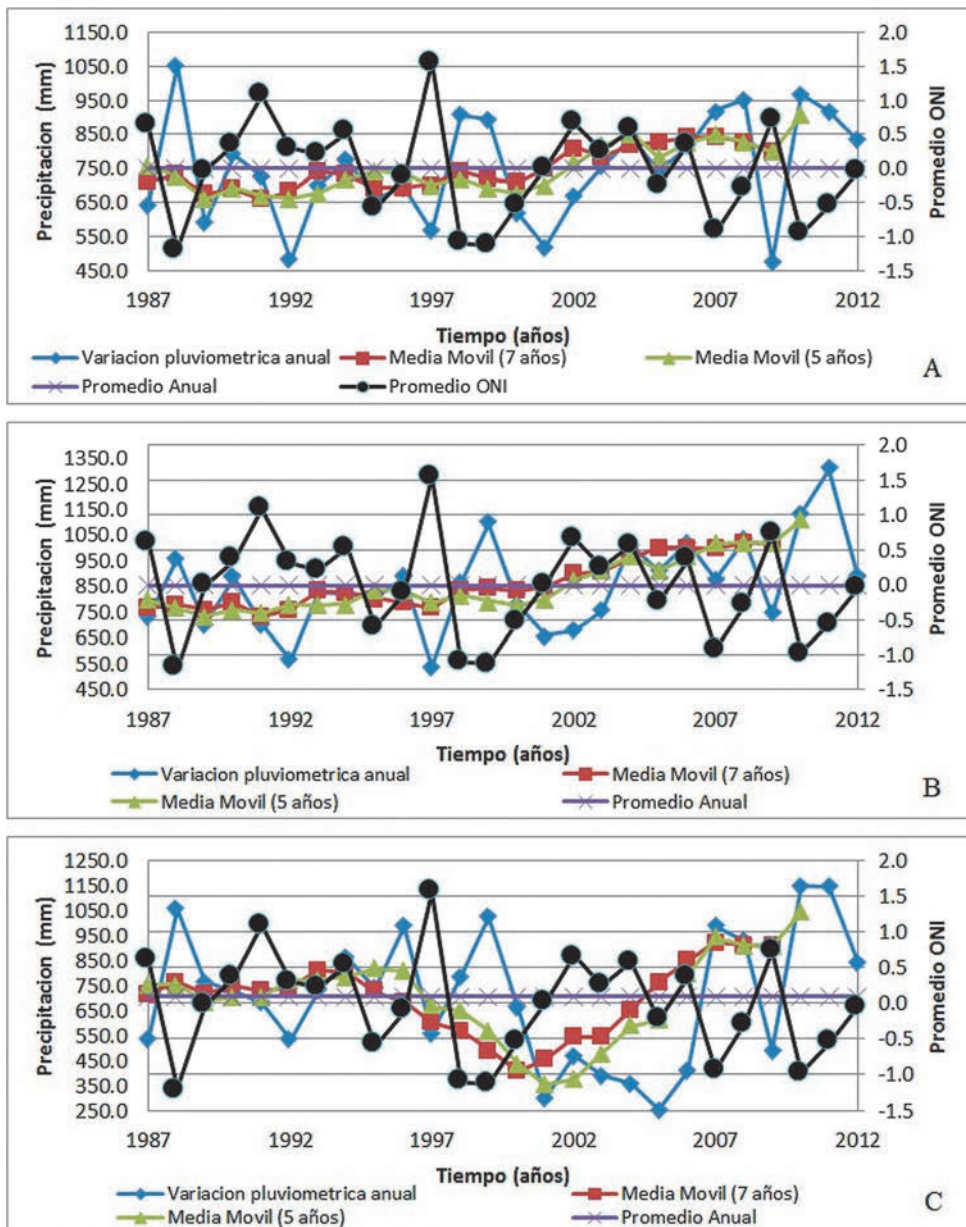 1150.0
1050.0
950.0
850.0
750.0
650.0
550.0
450.0
Precipitacion (mm)
2.0
1.5
1.0
0.5
0.0
-0.5
-1.0
-1.5
Promedio ONI
1987 1992 1997 2002 2007 2012
Tiempo (años)
Variacion pluviometrica anual Media Movil (7 años) Media Movil (5 años)
Promedio Anual Promedio ONI
A
1350.0
1250.0
1150.0
1050.0
950.0
850.0
750.0
650.0
550.0
450.0
Precipitacion (mm)
2.0
1.5
1.0
0.5
0.0
-0.5
-1.0
-1.5
Promedio ONI
1987 1992 1997 2002 2007 2012
Tiempo (años)
Variacion pluviometrica anual Media Movil (7 años)
Media Movil (5 años) Promedio Anual
B
1250.0
1150.0
1050.0
950.0
850.0
750.0
650.0
550.0
450.0
350.0
250.0
Precipitacion (mm)
2.0
1.5
1.0
0.5
0.0
-0.5
-1.0
-1.5
Promedio ONI
1987 1992 1997 2002 2007 2012
Tiempo (años)
Variacion pluviometrica anual Media Movil (7 años)
Media Movil (5 años) Promedio Anual
C